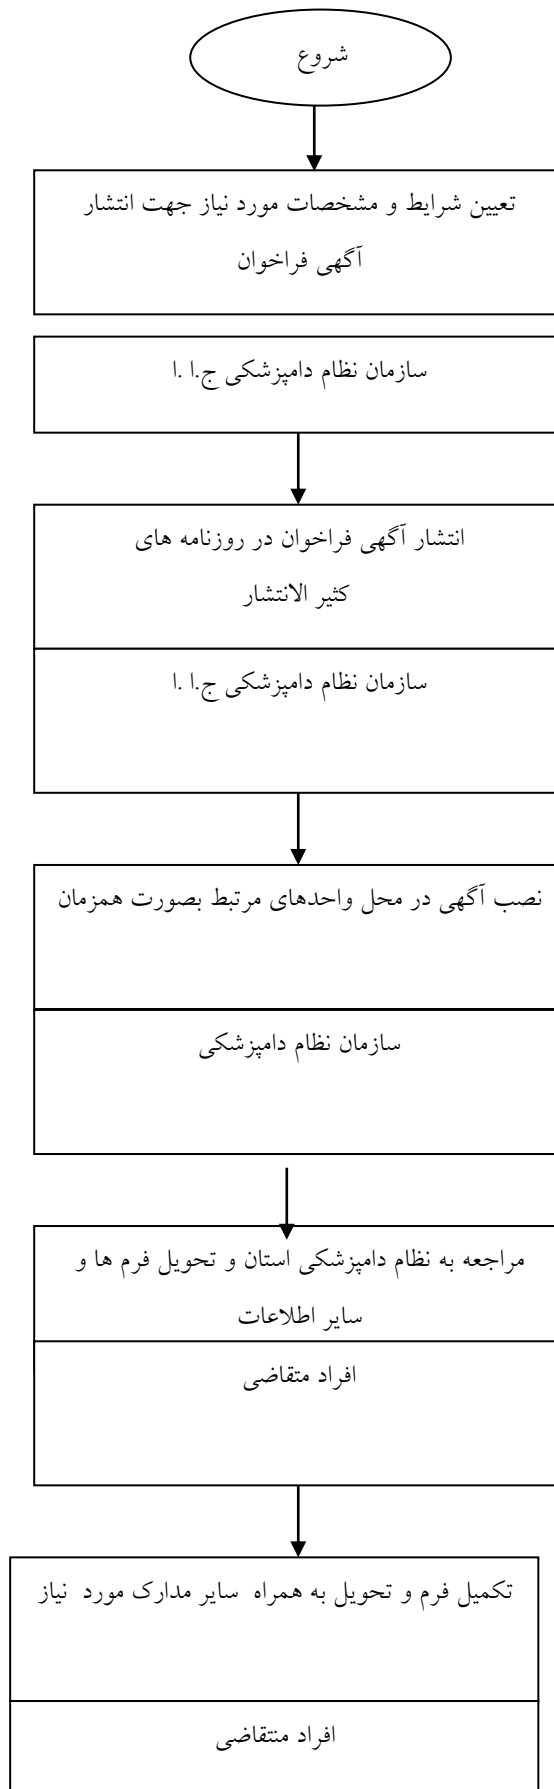 شروع
تعیین شرایط و مشخصات مورد نیاز جهت انتشار
آگهی فراخوان
سازمان نظام دامپزشکی ج.ا .ا
انتشار آگهی فراخوان در روزنامه های
کثیر الانتشار
سازمان نظام دامپزشکی ج.ا .ا
نصب آگهی در محل واحدهای مرتبط بصورت همزمان
سازمان نظام دامپزشکی
مراجعه به نظام دامپزشکی استان و تحویل فرم ها و
سایر اطلاعات
افراد متقاضی
تکمیل فرم و تحویل به همراه سایر مدارک مورد نیاز
افراد منتقاضی